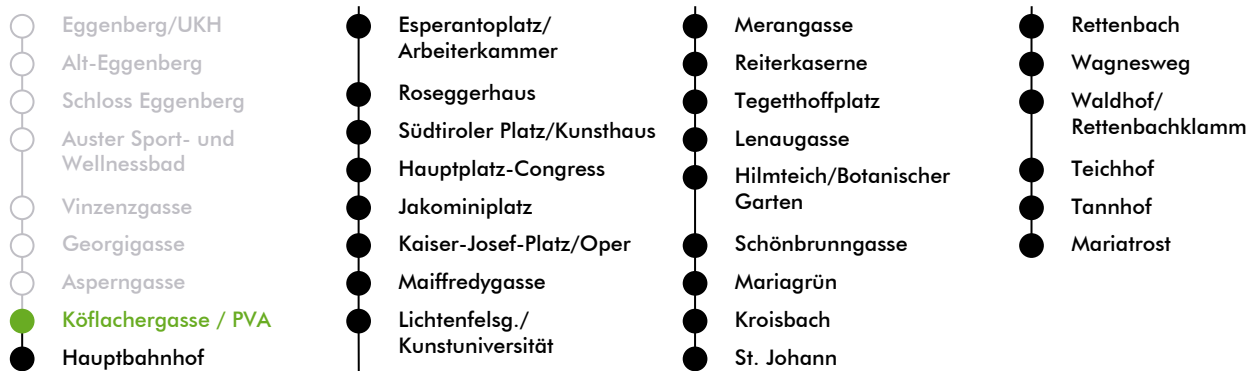 Eggenberg/UKH
Alt-Eggenberg
Schloss Eggenberg
Auster Sport- und
Wellnessbad
Vinzenzgasse
Georgigasse
Asperngasse
Köflachergasse / PVA
Hauptbahnhof
Esperantoplatz/
Arbeiterkammer
Roseggerhaus
Südtiroler Platz/Kunsthaus
Hauptplatz-Congress
Jakominiplatz
Kaiser-Josef-Platz/Oper
Maiffredygasse
Lichtenfelsg./
Kunstuniversität
Merangasse
Reiterkaserne
Tegetthoffplatz
Lenaugasse
Hilmteich/Botanischer
Garten
Schönbrunngasse
Mariagrün
Kroisbach
St. Johann
Rettenbach
Wagnesweg
Waldhof/
Rettenbachklamm
Teichhof
Tannhof
Mariatrost